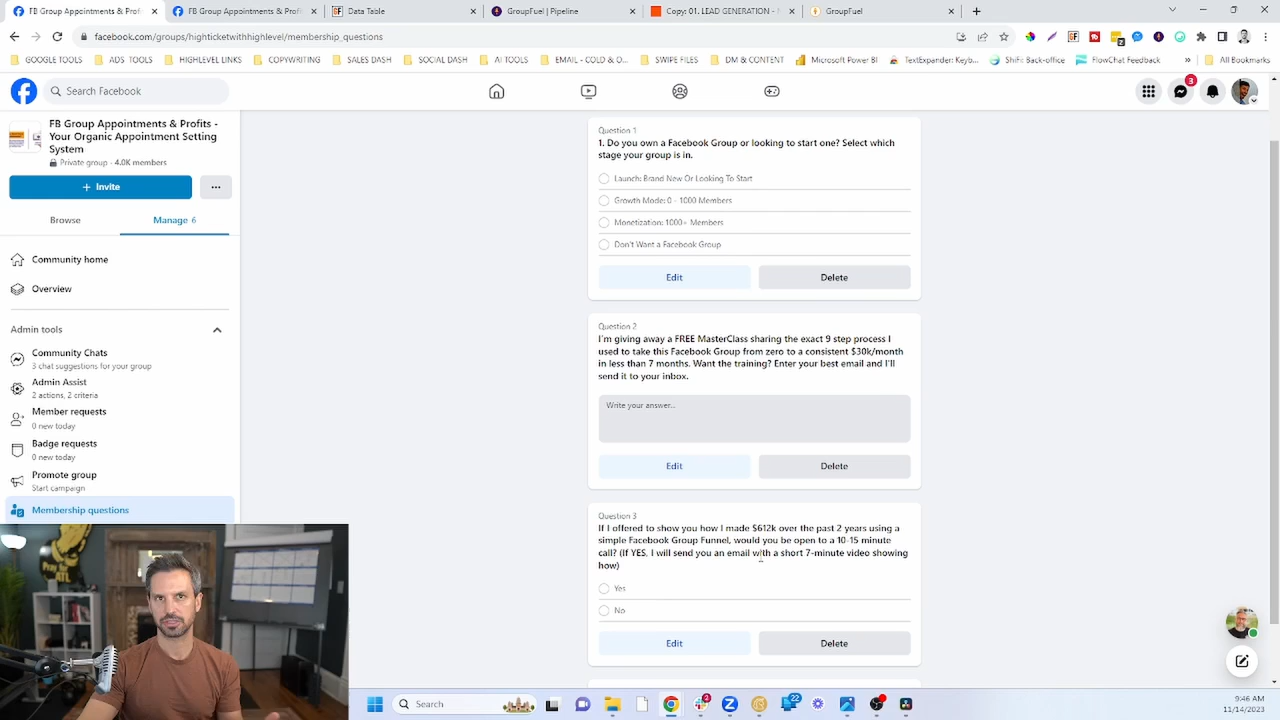 FB Group Appointments & Profi
FB Group Appointments & Profi
Data Table
GroupFuel | Pipeline
Copy: 01. LEAD GENERATION -
GroupFuel
facebook.com/groups/highticketwithhighlevel/membership_questions
GOOGLE TOOLS
ADS TOOLS
HIGHLEVEL LINKS
COPYWRITING
SALES DASH
SOCIAL DASH
AI TOOLS
EMAIL - COLD & O...
SWIPE FILES
DM & CONTENT
Microsoft Power BI
TextExpander: Keyb...
ShiFt: Back-office
FlowChat Feedback
»
All Bookmarks
Search Facebook
3
FB Group Appointments & Profits -
Your Organic Appointment Setting
System
Private group · 4.0K members
+ Invite
...
Browse
Manage 6
Community home
Overview
Admin tools
Community Chats
3 chat suggestions for your group
Admin Assist
2 actions, 2 criteria
Member requests
0 new today
Badge requests
0 new today
Promote group
Start campaign
Membership questions
Question 1
1. Do you own a Facebook Group or looking to start one? Select which
stage your group is in.
Launch: Brand New Or Looking To Start
Growth Mode: 0 - 1000 Members
Monetization: 1000+ Members
Don't Want a Facebook Group
Edit
Delete
Question 2
I'm giving away a FREE MasterClass sharing the exact 9 step process I
used to take this Facebook Group from zero to a consistent $30k/month
in less than 7 months. Want the training? Enter your best email and I'll
send it to your inbox.
Write your answer...
Edit
Delete
Question 3
If I offered to show you how I made $612k over the past 2 years using a
simple Facebook Group Funnel, would you be open to a 10-15 minute
call? (If YES, I will send you an email with a short 7-minute video showing
how)
Yes
No
Edit
Delete
Pray for
ATL
Search
2
22
9:46 AM
11/14/2023